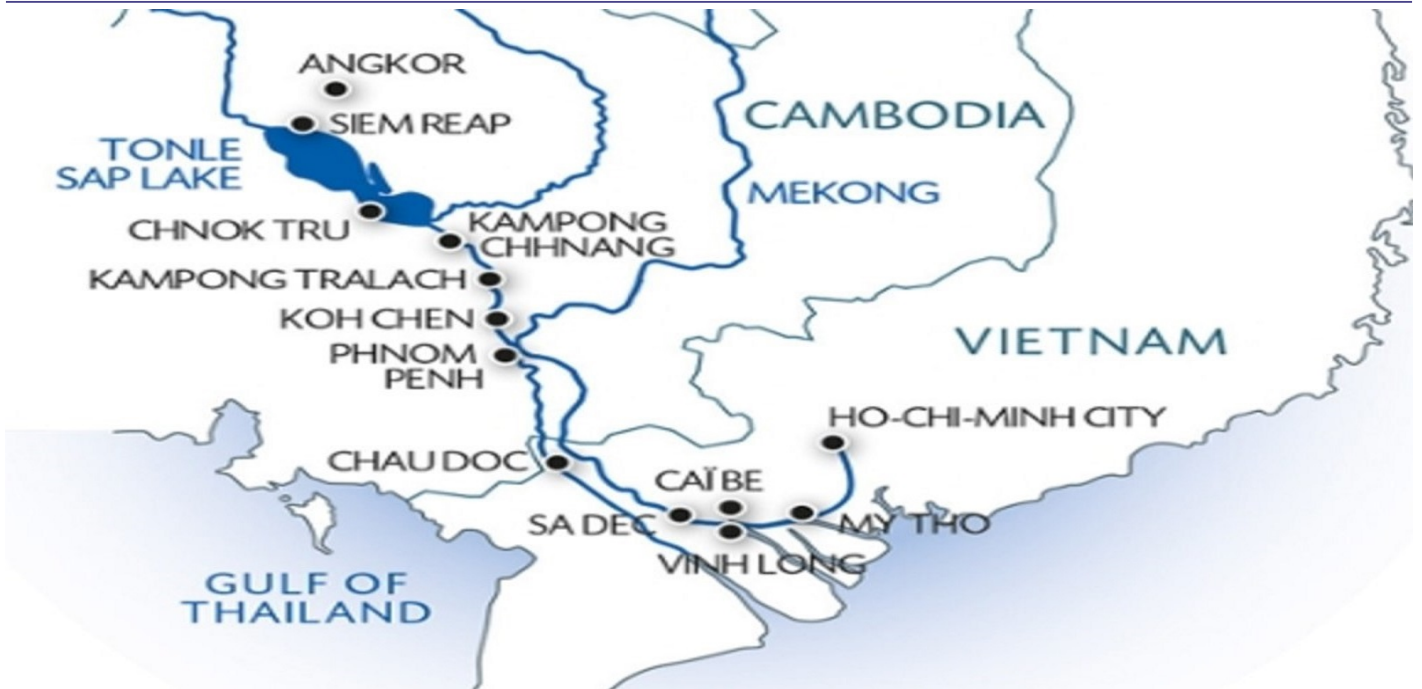 ANGKOR
SIEM REAP
CAMBODIA
TONLE
SAP LAKE
MEKONG
CHNOK TRU
KAMPONG
CHHNANG
KAMPONG TRALACH
KOH CHEN
PHNOM
PENH
VIETNAM
HO-CHI-MINH CITY
CHAU DOC
CAÏ BE
SA DEC
MY THO
VINH LONG
GULF OF
THAILAND